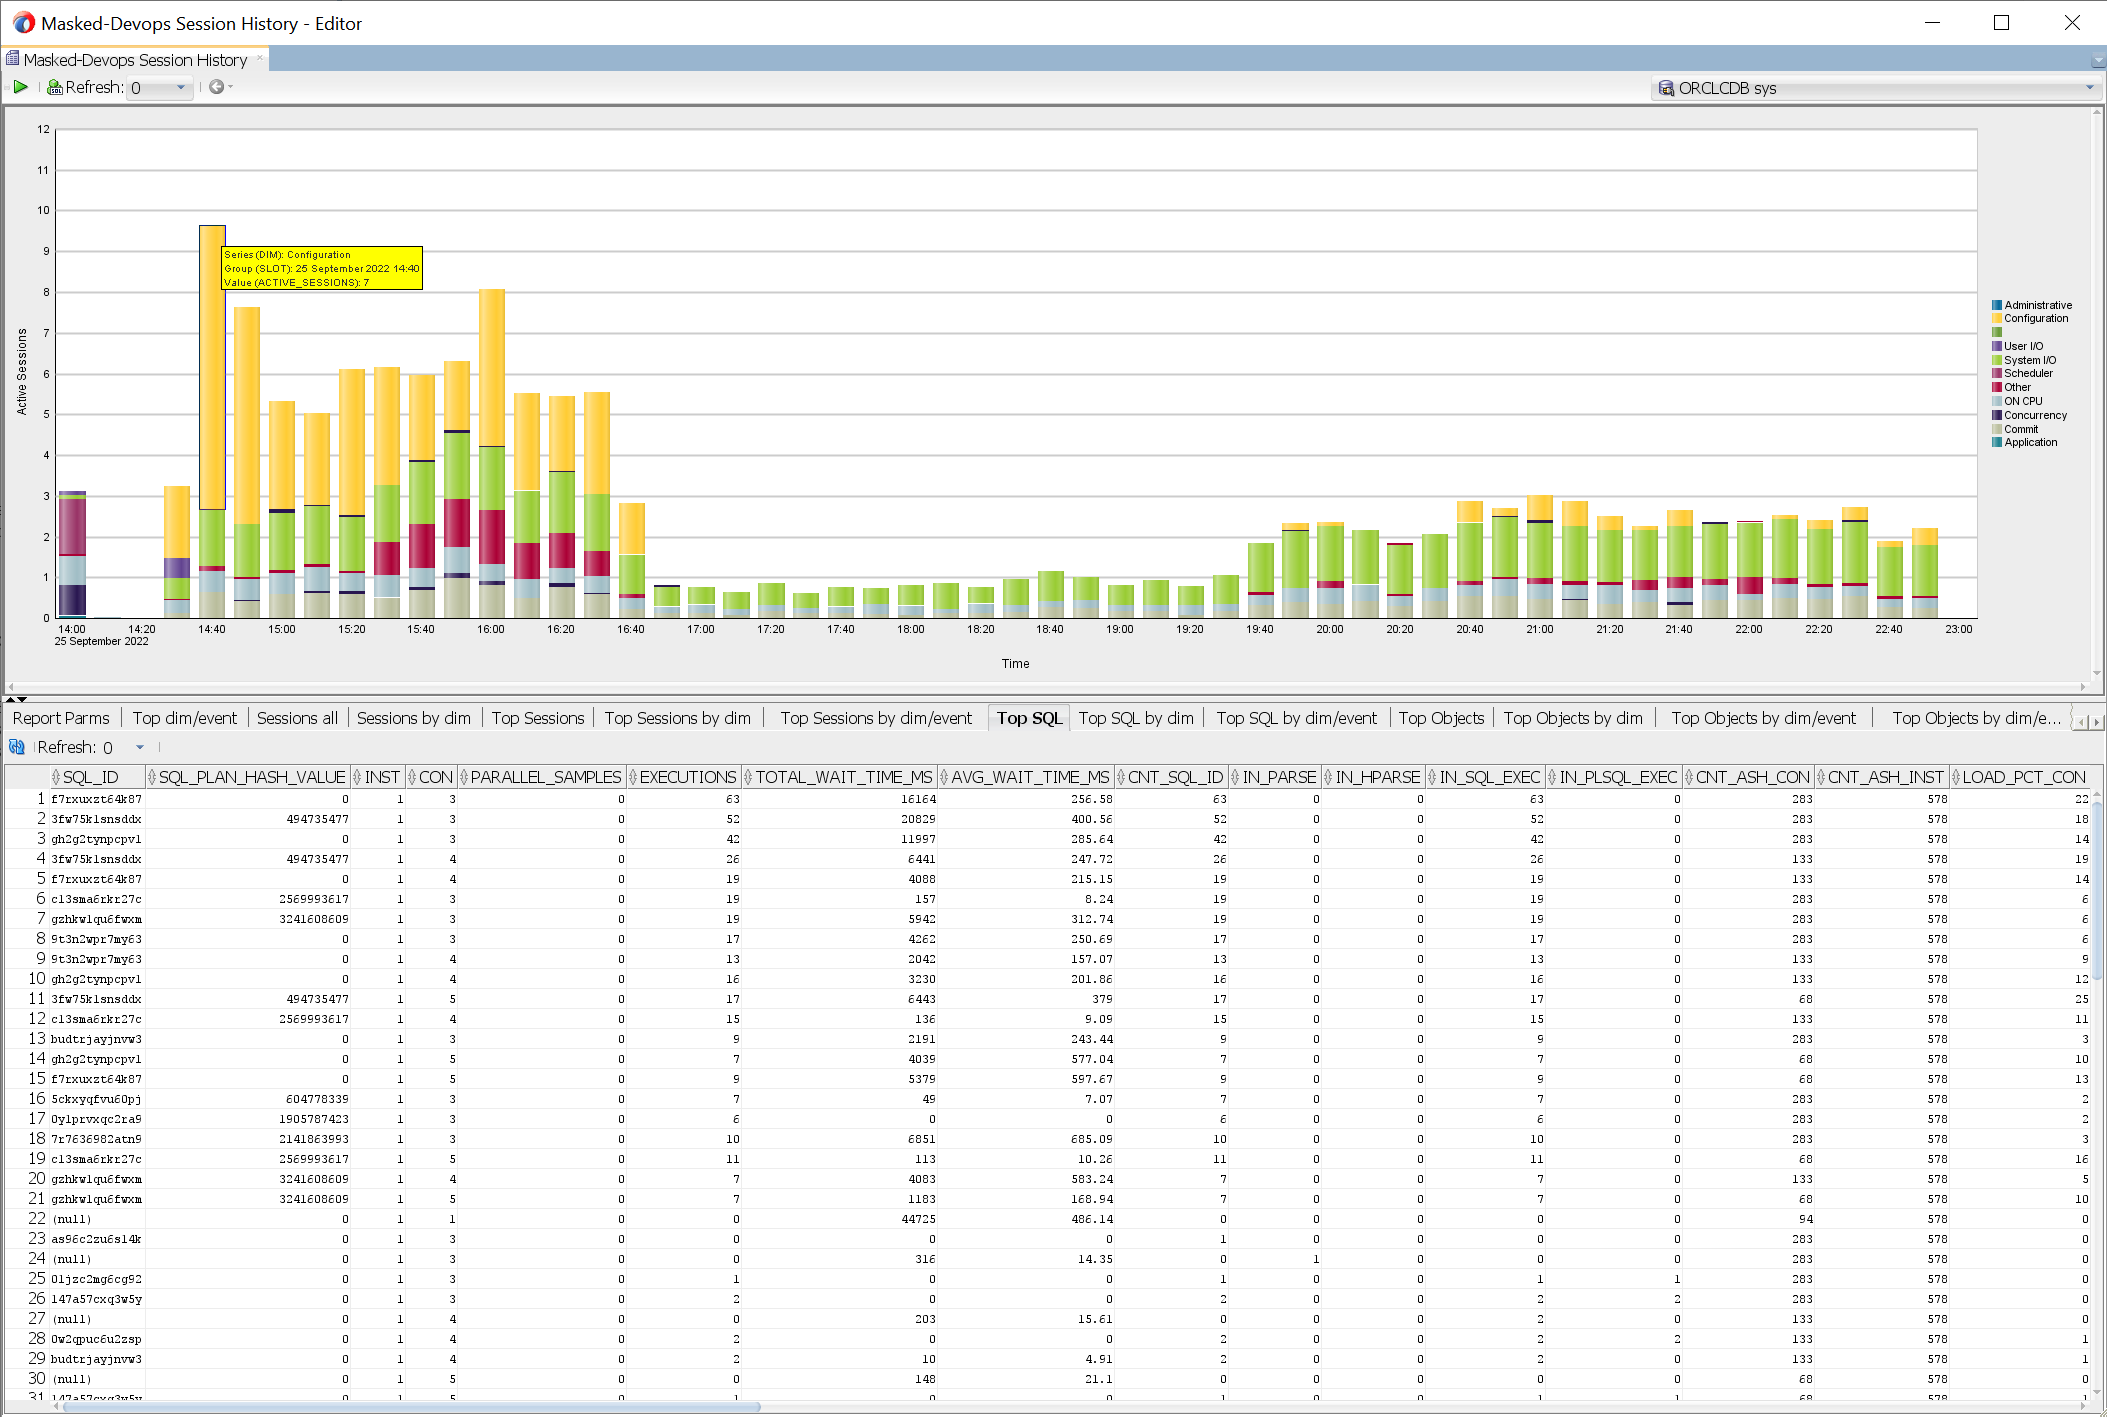 Masked-Devops Session History - Editor
Masked-Devops Session History
Refresh: 0
ORCLCDB sys
12
11
10
9
8
7
6
5
4
3
2
1
0
Active Sessions
Series (DIM): Configuration
Group (SLOT): 25 September 2022 14:40
Value (ACTIVE_SESSIONS): 7
Administrative
Configuration
User I/O
System I/O
Scheduler
Other
ON CPU
Concurrency
Commit
Application
14:00 14:20 14:40 15:00 15:20 15:40 16:00 16:20 16:40 17:00 17:20 17:40 18:00 18:20 18:40 19:00 19:20 19:40 20:00 20:20 20:40 21:00 21:20 21:40 22:00 22:20 22:40 23:00
25 September 2022
Time
Report Parms Top dim/event Sessions all Sessions by dim Top Sessions Top Sessions by dim Top Sessions by dim/event Top SQL Top SQL by dim Top SQL by dim/event Top Objects Top Objects by dim Top Objects by dim/event Top Objects by dim/e...
Refresh: 0
SQL_ID SQL_PLAN_HASH_VALUE INST CON PARALLEL_SAMPLES EXECUTIONS TOTAL_WAIT_TIME_MS AVG_WAIT_TIME_MS CNT_SQL_ID IN_PARSE IN_HPARSE IN_SQL_EXEC IN_PLSQL_EXEC CNT_ASH_CON CNT_ASH_INST LOAD_PCT_CON
1 f7rxuxzt64k87 0 1 3 0 63 16164 256.58 63 0 0 63 0 283 578 22
2 3fw75k1snsddx 494735477 1 3 0 52 20829 400.56 52 0 0 52 0 283 578 18
3 gh2g2tynpcpv1 0 1 3 0 42 11997 285.64 42 0 0 42 0 283 578 14
4 3fw75k1snsddx 494735477 1 4 0 26 6441 247.72 26 0 0 26 0 133 578 19
5 f7rxuxzt64k87 0 1 4 0 19 4088 215.15 19 0 0 19 0 133 578 14
6 c13sma6rkr27c 2569993617 1 3 0 19 157 8.24 19 0 0 19 0 283 578 6
7 gzhkw1qu6fwxm 3241608609 1 3 0 19 5942 312.74 19 0 0 19 0 283 578 6
8 9t3n2wpr7my63 0 1 3 0 17 4262 250.69 17 0 0 17 0 283 578 6
9 9t3n2wpr7my63 0 1 4 0 13 2042 157.07 13 0 0 13 0 133 578 9
10 gh2g2tynpcpv1 0 1 4 0 16 3230 201.86 16 0 0 16 0 133 578 12
11 3fw75k1snsddx 494735477 1 5 0 17 6443 379 17 0 0 17 0 68 578 25
12 c13sma6rkr27c 2569993617 1 4 0 15 136 9.09 15 0 0 15 0 133 578 11
13 budtrjayjnvw3 0 1 3 0 9 2191 243.44 9 0 0 9 0 283 578 3
14 gh2g2tynpcpv1 0 1 5 0 7 4039 577.04 7 0 0 7 0 68 578 10
15 f7rxuxzt64k87 0 1 5 0 9 5379 597.67 9 0 0 9 0 68 578 13
16 5ckxyqfvu60pj 604778339 1 3 0 7 49 7.07 7 0 0 7 0 283 578 2
17 0ylprvxqc2ra9 1905787423 1 3 0 6 0 0 6 0 0 6 0 283 578 2
18 7r7636982atn9 2141863993 1 3 0 10 6851 685.09 10 0 0 10 0 283 578 3
19 c13sma6rkr27c 2569993617 1 5 0 11 113 10.26 11 0 0 11 0 68 578 16
20 gzhkw1qu6fwxm 3241608609 1 4 0 7 4083 583.24 7 0 0 7 0 133 578 5
21 gzhkw1qu6fwxm 3241608609 1 5 0 7 1183 168.94 7 0 0 7 0 68 578 10
22 (null) 0 1 1 0 0 44725 486.14 0 0 0 0 0 94 578 0
23 as96c2zu6s14k 0 1 3 0 0 0 0 1 0 0 0 0 283 578 0
24 (null) 0 1 3 0 0 316 14.35 0 1 0 0 0 283 578 0
25 01jzc2mg6cg92 0 1 3 0 1 0 0 1 0 0 1 1 283 578 0
26 147a57cxq3w5y 0 1 3 0 2 0 0 2 0 0 2 2 283 578 0
27 (null) 0 1 4 0 0 203 15.61 0 0 0 2 0 133 578 0
28 0w2qpuc6u2zsp 0 1 4 0 2 0 0 2 0 0 2 2 133 578 1
29 budtrjayjnvw3 0 1 4 0 2 10 4.91 2 0 0 2 0 133 578 1
30 (null) 0 1 5 0 0 148 21.1 0 0 0 0 0 68 578 0
31 147a57cxq3w5y 0 1 5 0 1 0 0 1 0 0 1 1 68 578 1